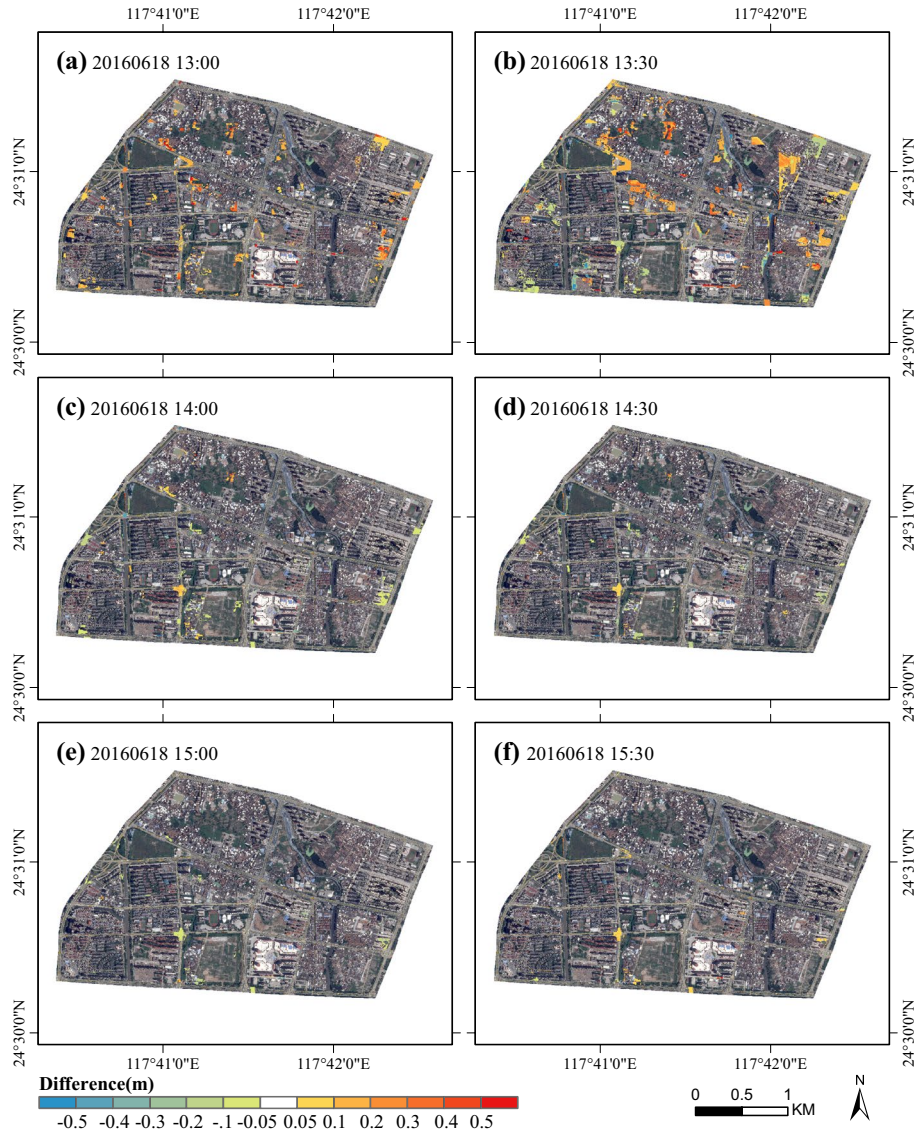 117°41'0"E 117°42'0"E 117°41'0"E 117°42'0"E
(a) 20160618 13:00 (b) 20160618 13:30
24°31'0"N 24°31'0"N
24°30'0"N 24°30'0"N
(c) 20160618 14:00 (d) 20160618 14:30
24°31'0"N 24°31'0"N
24°30'0"N 24°30'0"N
(e) 20160618 15:00 (f) 20160618 15:30
24°31'0"N 24°31'0"N
24°30'0"N 24°30'0"N
117°41'0"E 117°42'0"E 117°41'0"E 117°42'0"E
Difference(m)
-0.5 -0.4 -0.3 -0.2 -.1 -0.05 0.05 0.1 0.2 0.3 0.4 0.5
0 0.5 1
KM
N